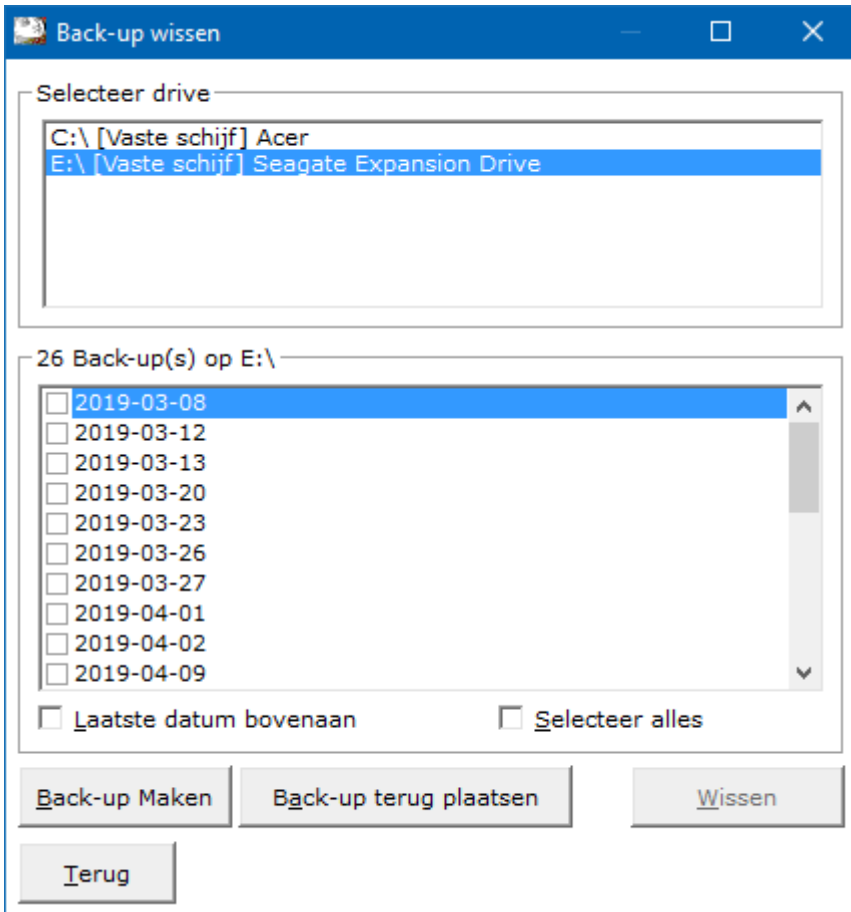 Back-up wissen
Selecteer drive
C:\ [Vaste schijf] Acer
E:\ [Vaste schijf] Seagate Expansion Drive
26 Back-up(s) op E:\
2019-03-08
2019-03-12
2019-03-13
2019-03-20
2019-03-23
2019-03-26
2019-03-27
2019-04-01
2019-04-02
2019-04-09
Laatste datum bovenaan Selecteer alles
Back-up Maken Back-up terug plaatsen Wissen
Terug